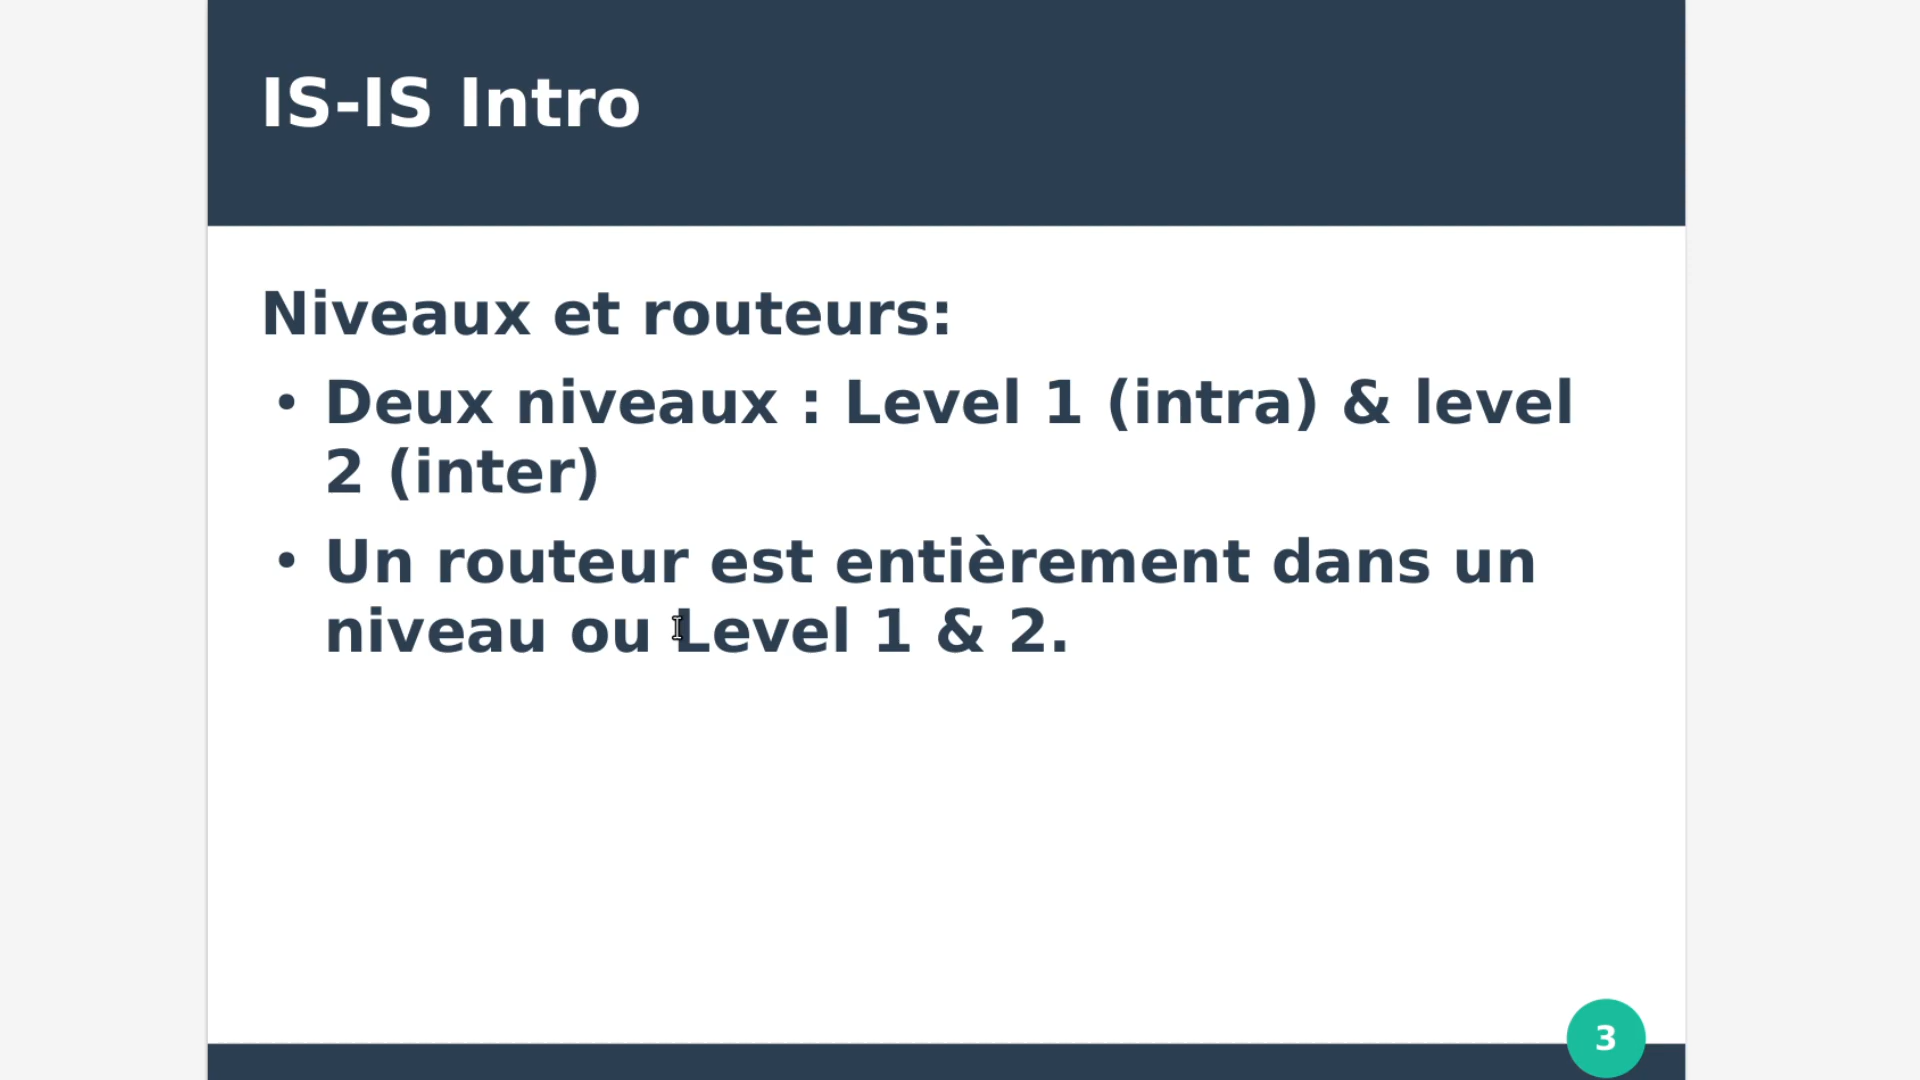 IS-IS Intro
Niveaux et routeurs:
• Deux niveaux : Level 1 (intra) & level
2 (inter)
• Un routeur est entièrement dans un
niveau ou Level 1 & 2.
3